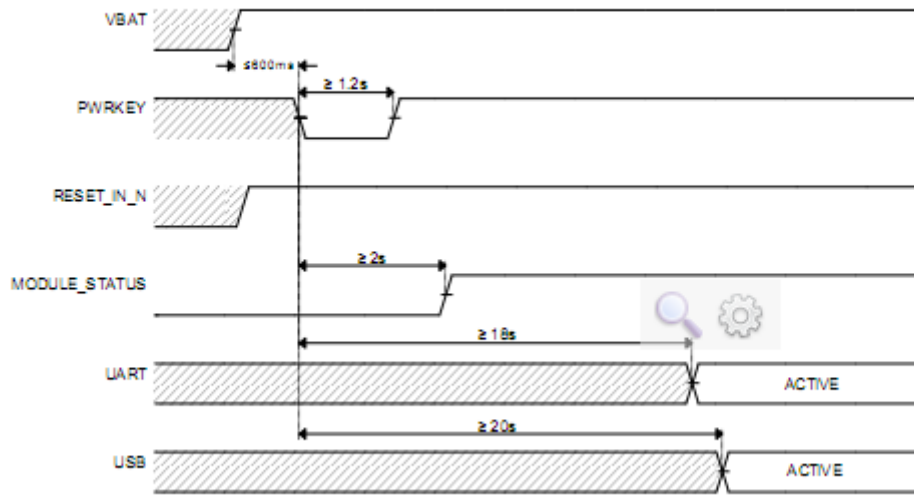 VBAT
≤600ms
≥ 1.2s
PWRKEY
RESET_IN_N
≥ 2s
MODULE_STATUS
≥ 18s
UART
ACTIVE
≥ 20s
USB
ACTIVE